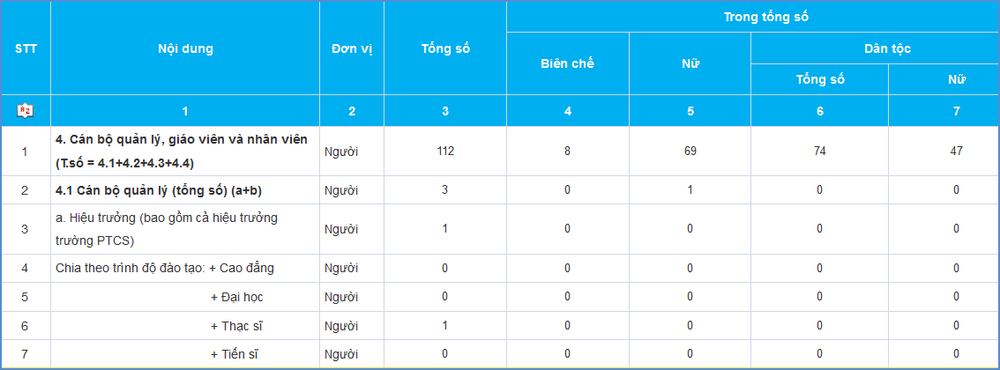 STT Nội dung Đơn vị Tổng số Trong tổng số
Biên chế Nữ Dân tộc
Tổng số Nữ
A2 1 2 3 4 5 6 7
1 4. Cán bộ quản lý, giáo viên và nhân viên
(T.số = 4.1+4.2+4.3+4.4) Người 112 8 69 74 47
2 4.1 Cán bộ quản lý (tổng số) (a+b) Người 3 0 1 0 0
3 a. Hiệu trưởng (bao gồm cả hiệu trưởng
trường PTCS) Người 1 0 0 0 0
4 Chia theo trình độ đào tạo: + Cao đẳng Người 0 0 0 0 0
5 + Đại học Người 0 0 0 0 0
6 + Thạc sĩ Người 1 0 0 0 0
7 + Tiến sĩ Người 0 0 0 0 0